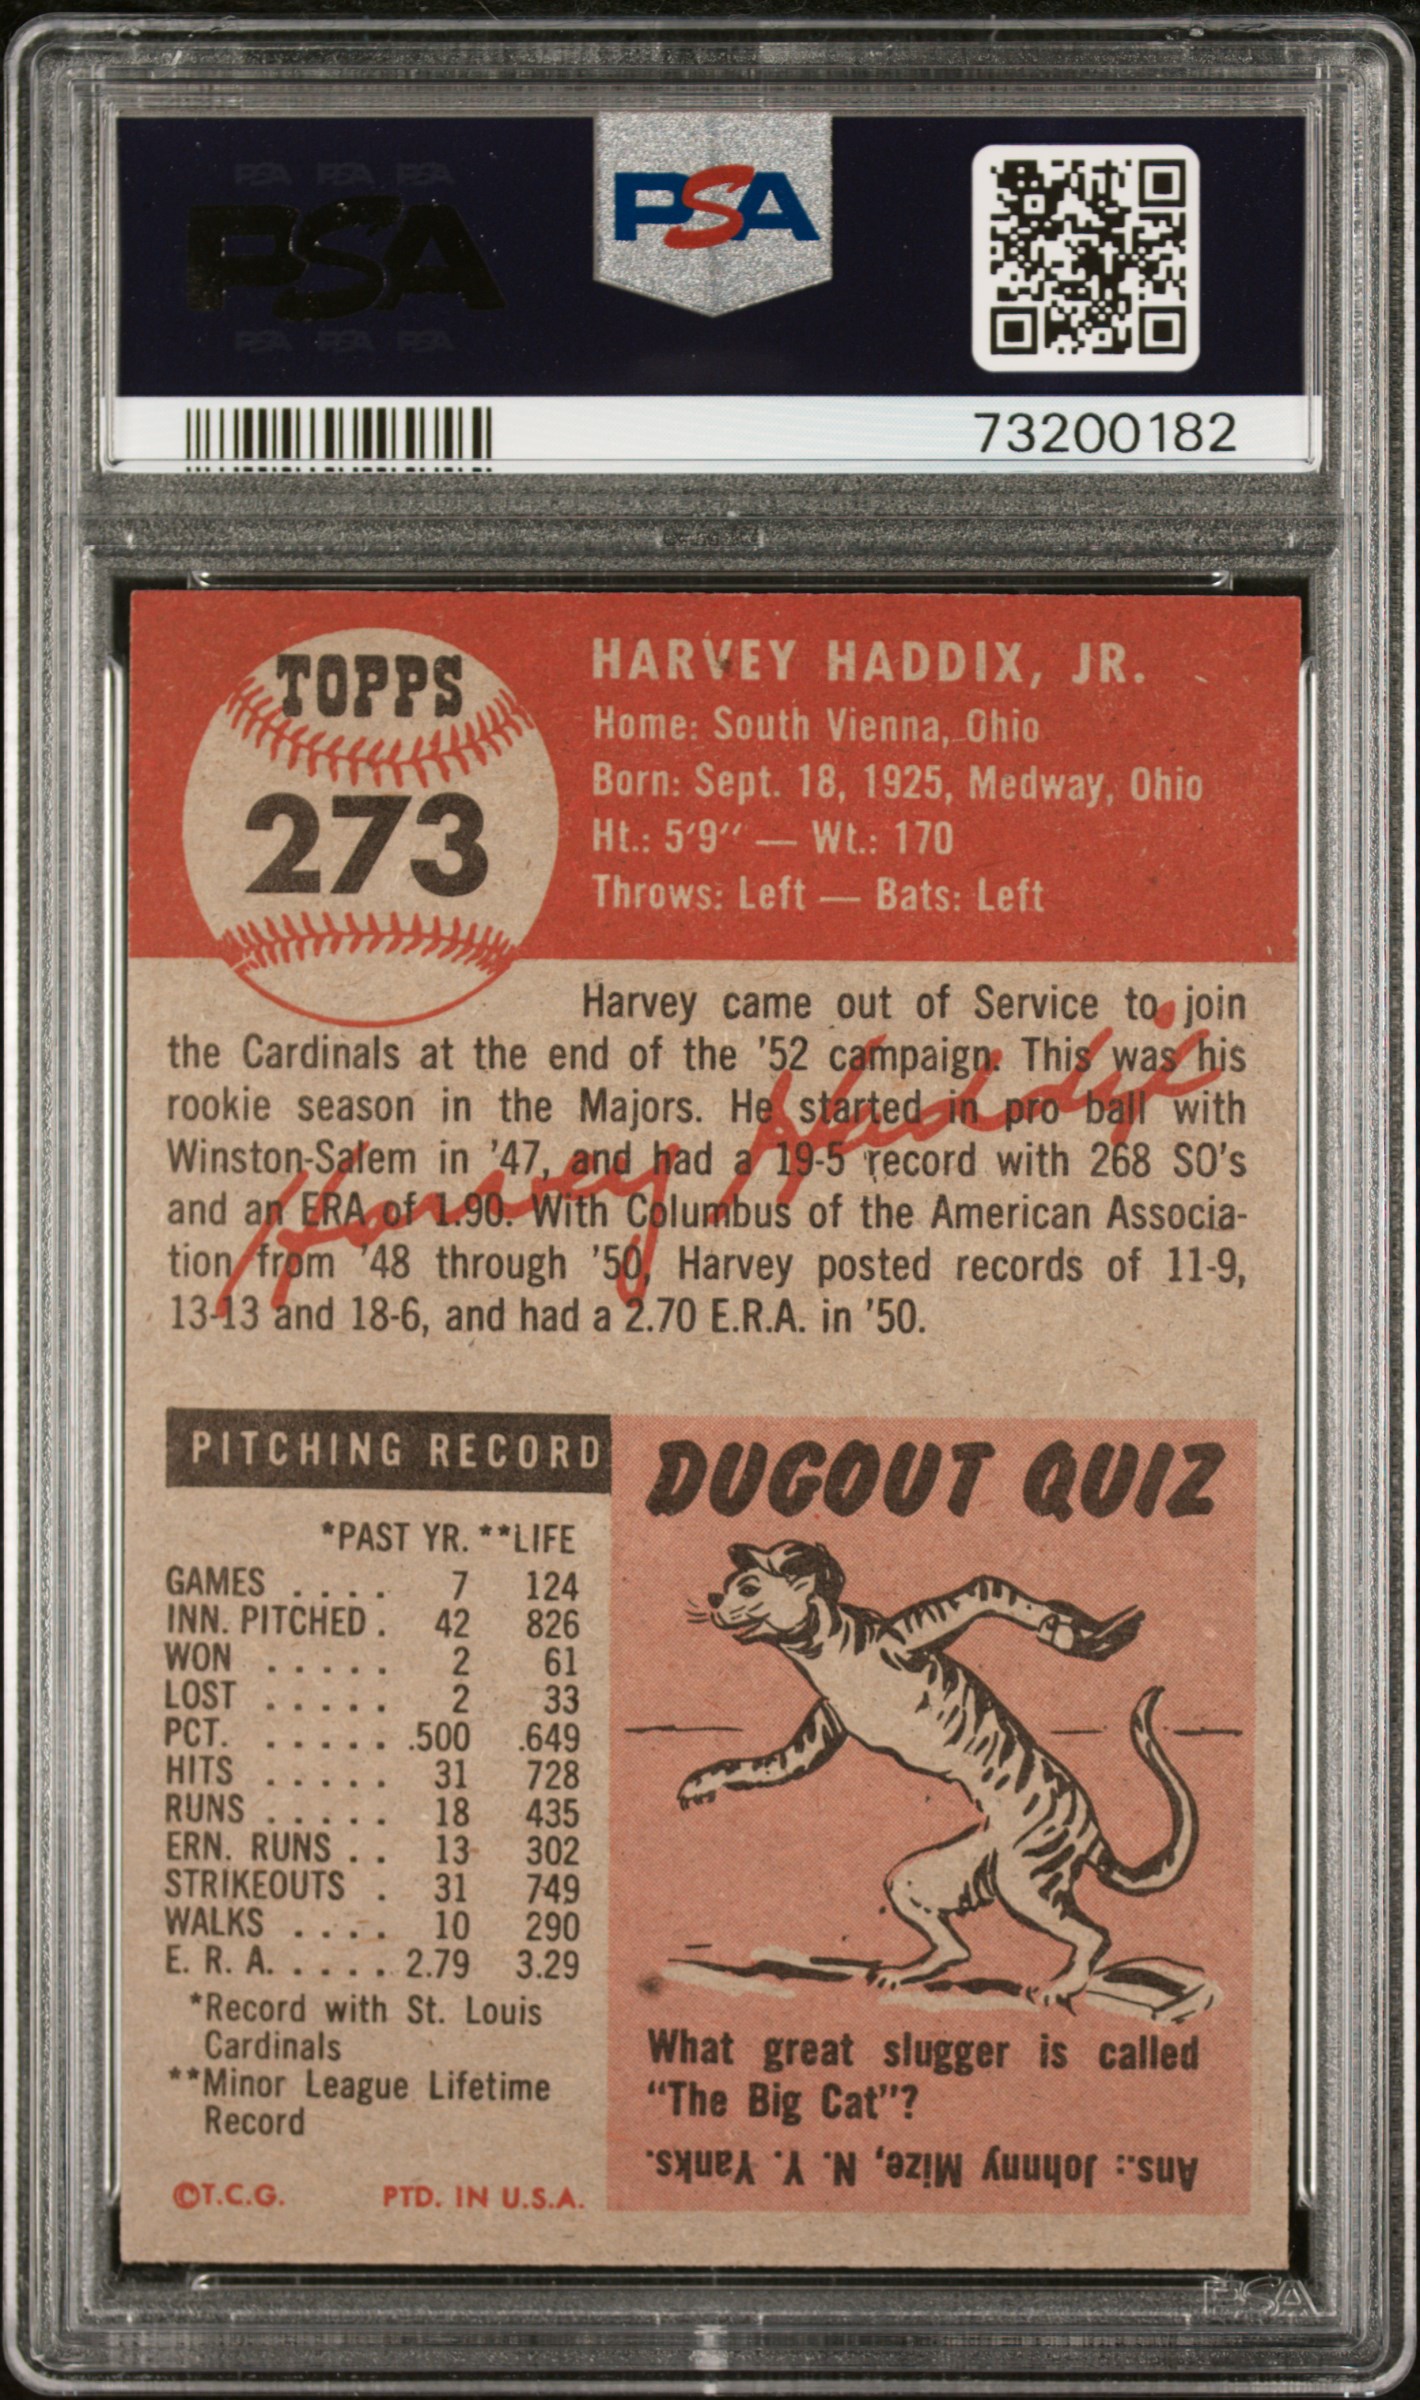 PSA PSA PSA
PSA
PSA PSA PSA
PSA
73200182
TOPPS
273
HARVEY HADDIX, JR.
Home: South Vienna, Ohio
Born: Sept. 18, 1925, Medway, Ohio
Ht.: 5'9" — Wt.: 170
Throws: Left — Bats: Left
Harvey came out of Service to join
the Cardinals at the end of the '52 campaign. This was his
rookie season in the Majors. He started in pro ball with
Winston-Salem in '47, and had a 19-5 record with 268 SO's
and an ERA of 1.90. With Columbus of the American Associa-
tion from '48 through '50, Harvey posted records of 11-9,
13-13 and 18-6, and had a 2.70 E.R.A. in '50.
Harvey Haddix
PITCHING RECORD
*PAST YR. **LIFE
GAMES . . . . 7 124
INN. PITCHED . 42 826
WON . . . . . 2 61
LOST . . . . . 2 33
PCT. . . . . . .500 .649
HITS . . . . . 31 728
RUNS . . . . . 18 435
ERN. RUNS . . 13 302
STRIKEOUTS . 31 749
WALKS . . . . 10 290
E. R. A. . . . . . 2.79 3.29
*Record with St. Louis
Cardinals
**Minor League Lifetime
Record
©T.C.G. PTD. IN U.S.A.
DUGOUT QUIZ
What great slugger is called
"The Big Cat"?
Ans.: Johnny Mize, N. Y. Yanks.
PSA